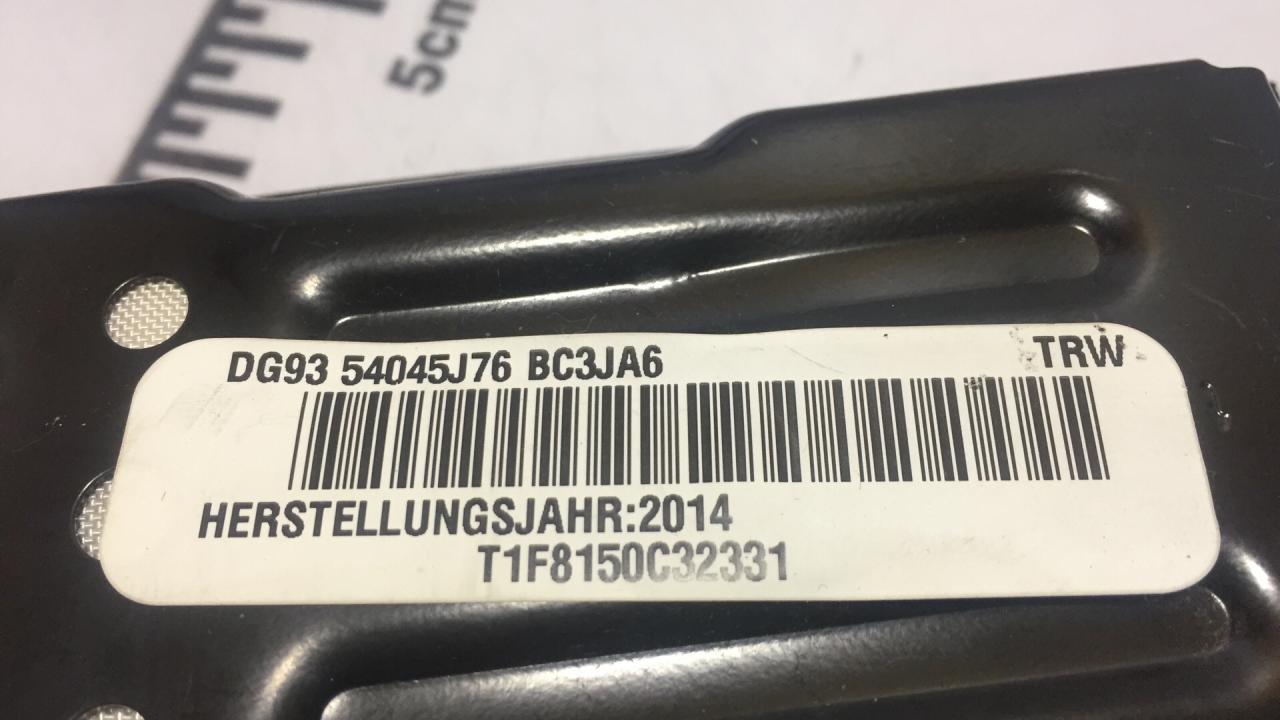 5cm
DG93 54045J76 BC3JA6 TRW
HERSTELLUNGSJAHR:2014
T1F8150C32331